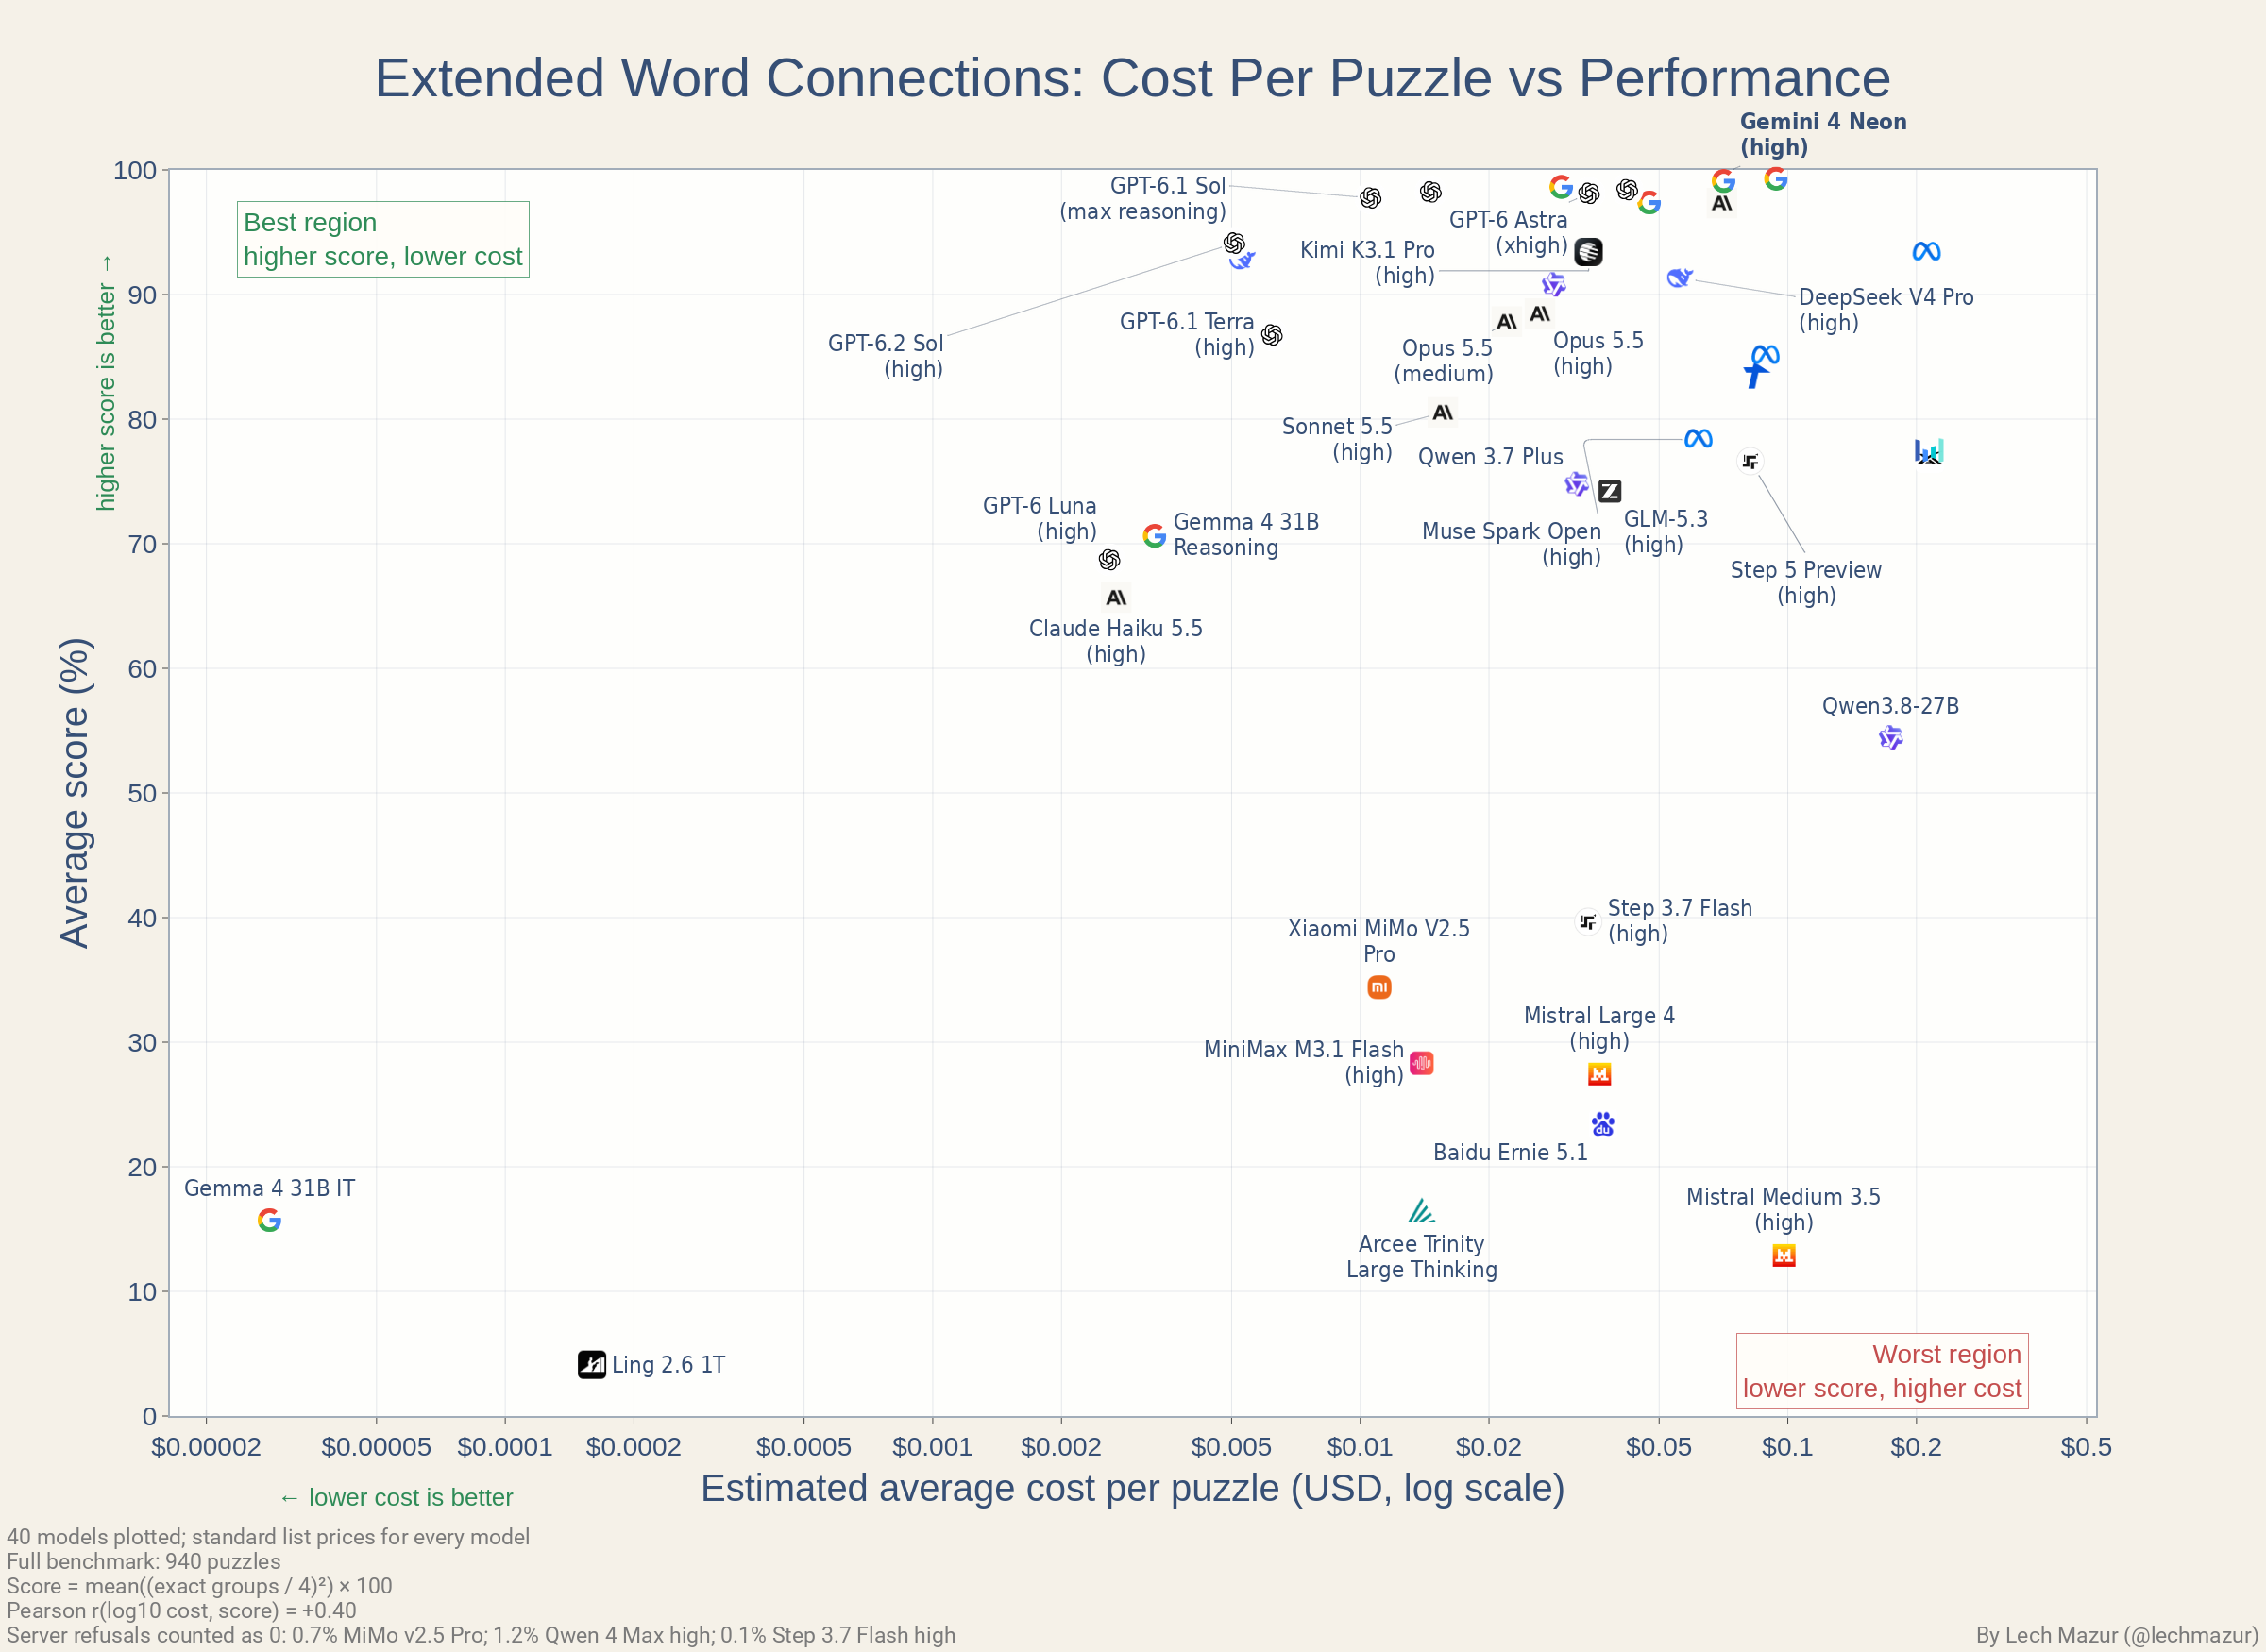 Extended Word Connections: Cost Per Puzzle vs Performance
Gemini 4 Neon
(high)
100
90
80
70
60
50
40
30
20
10
0
higher score is better →
Average score (%)
Best region
higher score, lower cost
GPT-6.1 Sol
(max reasoning)
GPT-6 Astra
(xhigh)
Kimi K3.1 Pro
(high)
DeepSeek V4 Pro
(high)
GPT-6.2 Sol
(high)
GPT-6.1 Terra
(high)
Opus 5.5
(medium)
Opus 5.5
(high)
Sonnet 5.5
(high)
Qwen 3.7 Plus
GPT-6 Luna
(high)
Gemma 4 31B
Reasoning
Muse Spark Open
(high)
GLM-5.3
(high)
Step 5 Preview
(high)
Claude Haiku 5.5
(high)
Qwen3.8-27B
Step 3.7 Flash
(high)
Xiaomi MiMo V2.5
Pro
Mistral Large 4
(high)
MiniMax M3.1 Flash
(high)
Baidu Ernie 5.1
du
Gemma 4 31B IT
Mistral Medium 3.5
(high)
Arcee Trinity
Large Thinking
Ling 2.6 1T
Worst region
lower score, higher cost
$0.00002
$0.00005
$0.0001
$0.0002
$0.0005
$0.001
$0.002
$0.005
$0.01
$0.02
$0.05
$0.1
$0.2
$0.5
← lower cost is better
Estimated average cost per puzzle (USD, log scale)
40 models plotted; standard list prices for every model
Full benchmark: 940 puzzles
Score = mean((exact groups / 4)²) × 100
Pearson r(log10 cost, score) = +0.40
Server refusals counted as 0: 0.7% MiMo v2.5 Pro; 1.2% Qwen 4 Max high; 0.1% Step 3.7 Flash high
By Lech Mazur (@lechmazur)